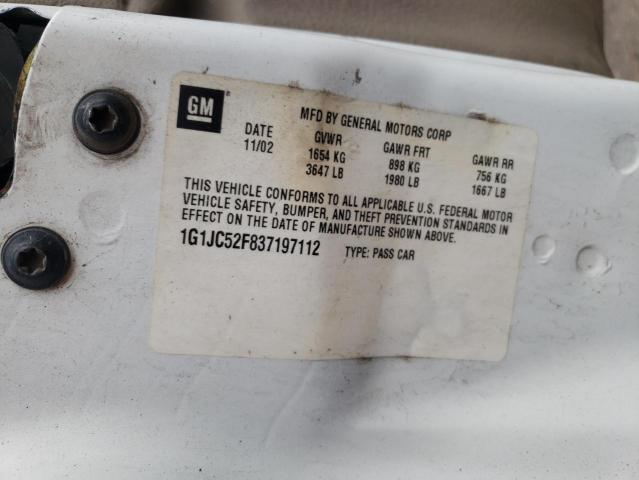 GM®
MFD BY GENERAL MOTORS CORP
DATE GVWR GAWR FRT GAWR RR
11/02 1654 KG 898 KG 756 KG
3647 LB 1980 LB 1667 LB
THIS VEHICLE CONFORMS TO ALL APPLICABLE U.S. FEDERAL MOTOR
VEHICLE SAFETY, BUMPER, AND THEFT PREVENTION STANDARDS IN
EFFECT ON THE DATE OF MANUFACTURE SHOWN ABOVE.
1G1JC52F837197112 TYPE: PASS CAR